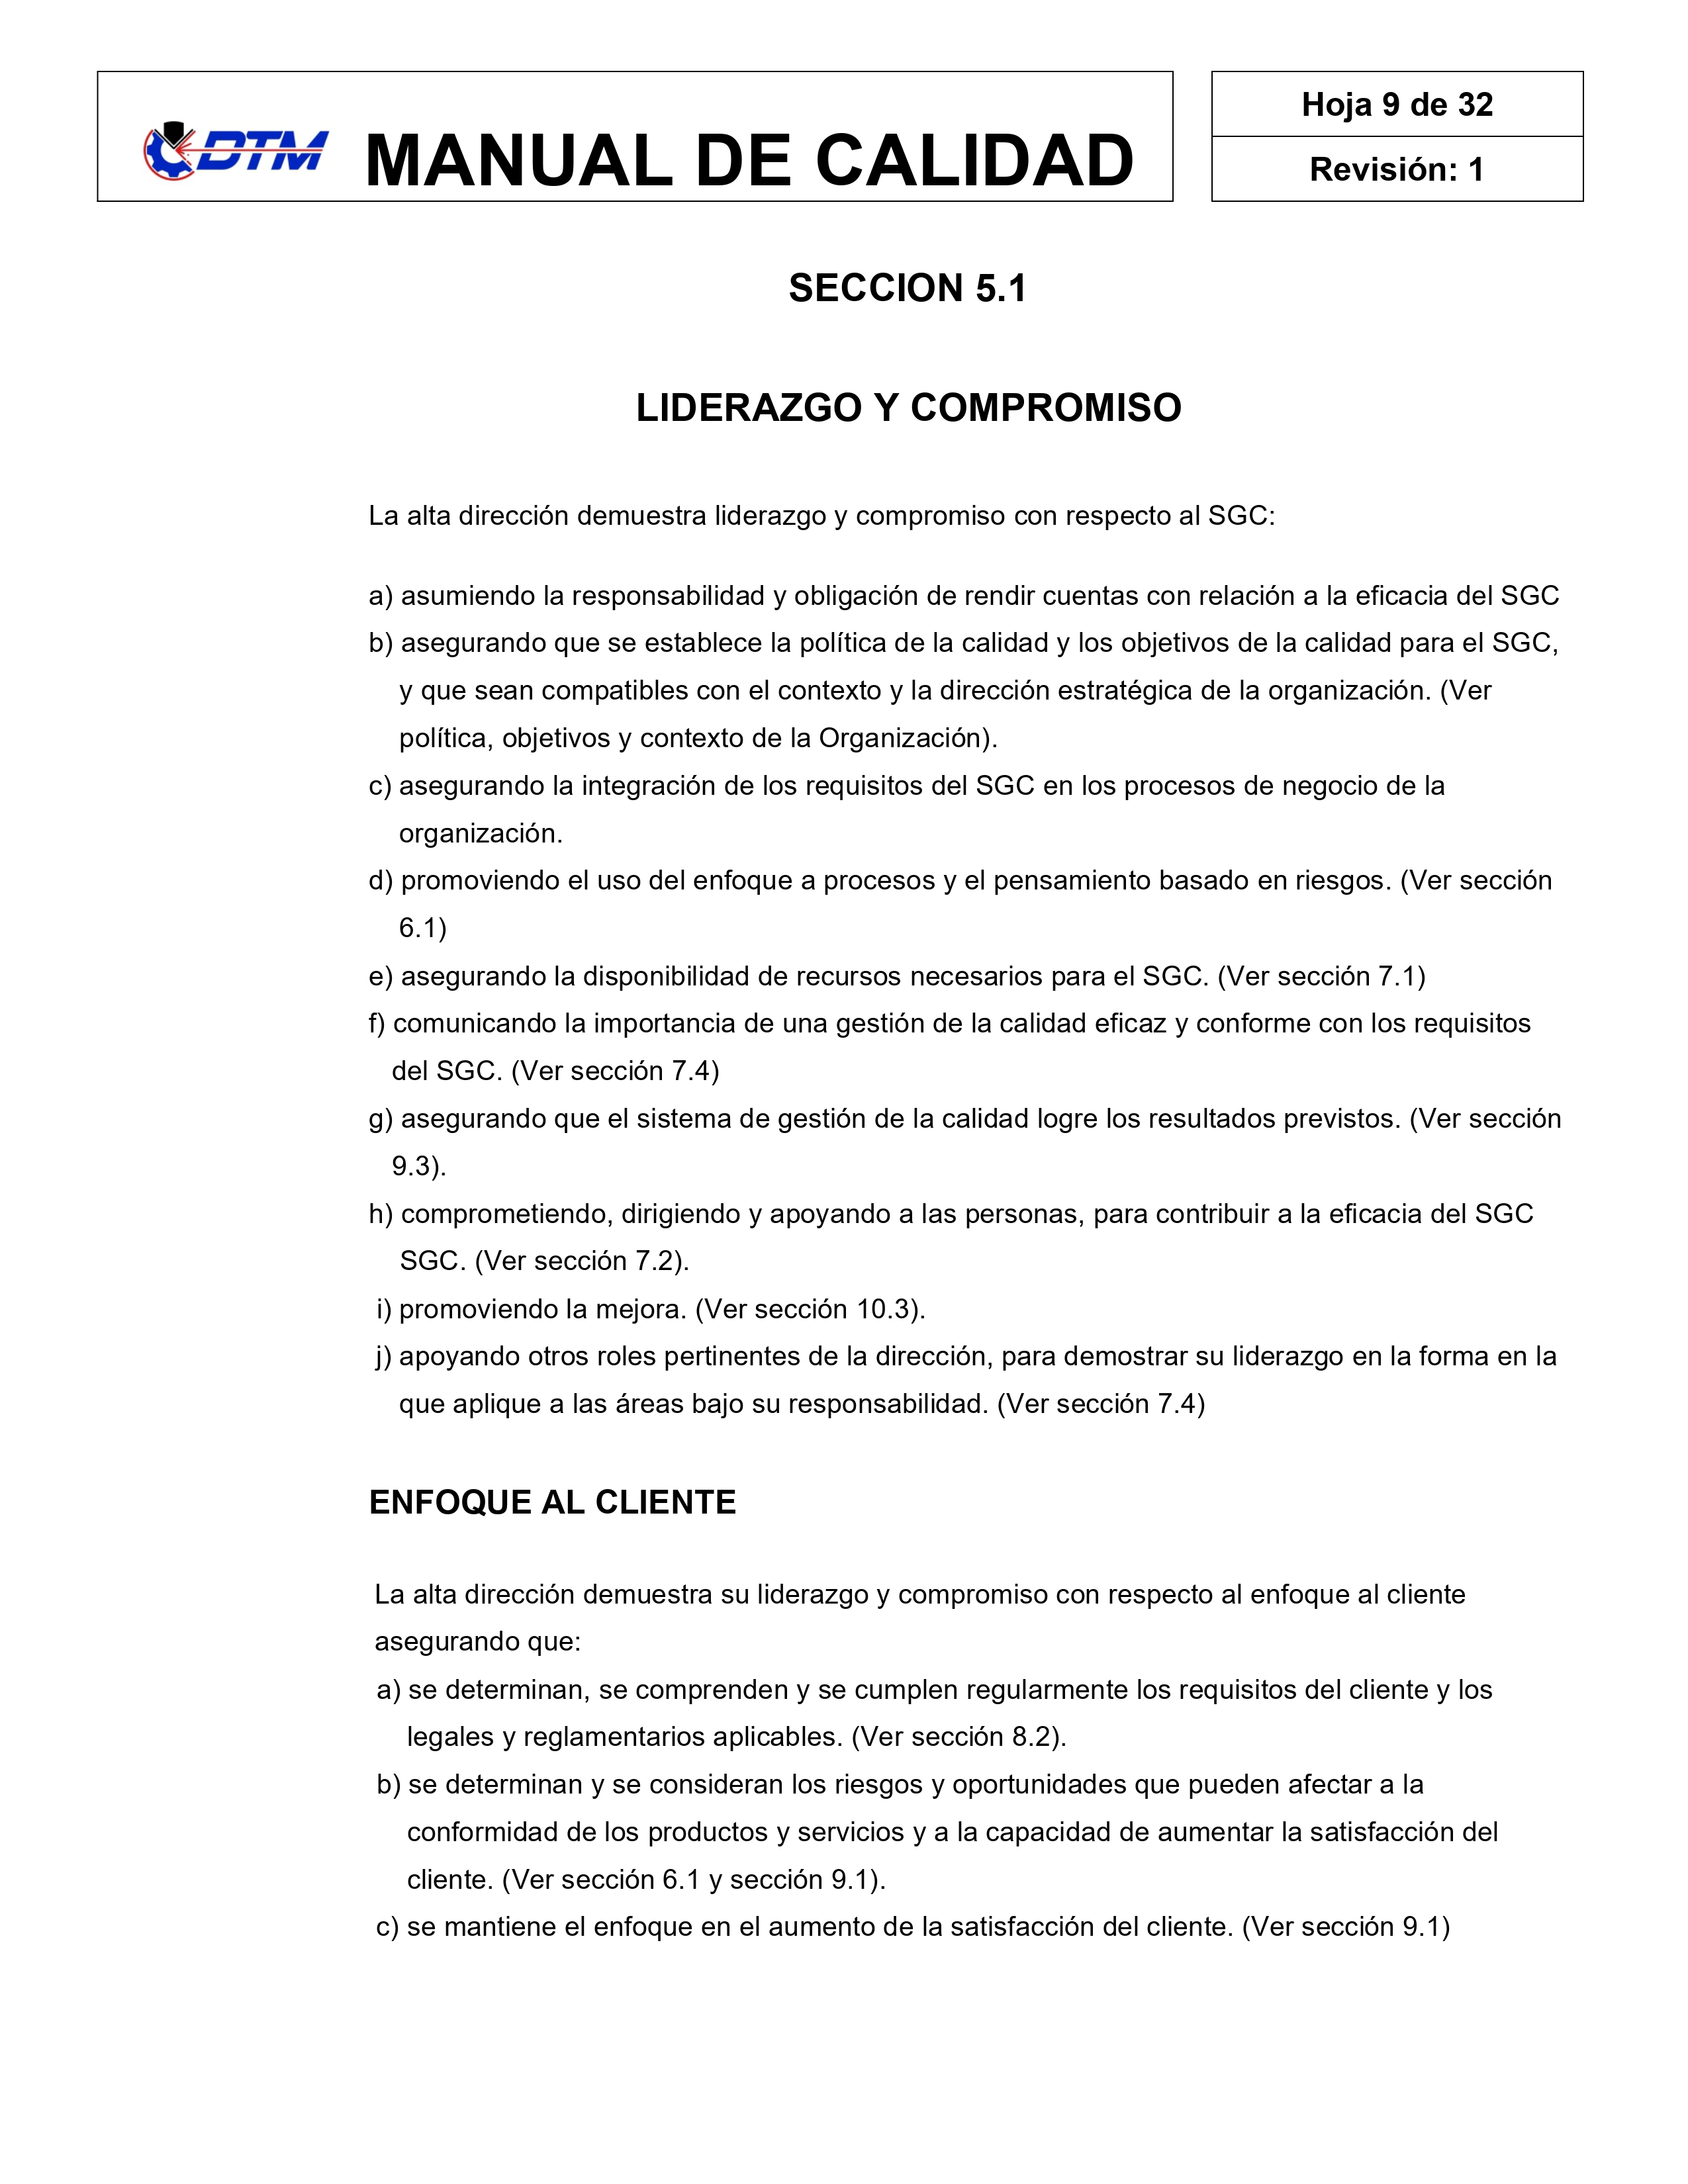 DTM
MANUAL DE CALIDAD
Hoja 9 de 32
Revisión: 1
SECCION 5.1
LIDERAZGO Y COMPROMISO
La alta dirección demuestra liderazgo y compromiso con respecto al SGC:
a) asumiendo la responsabilidad y obligación de rendir cuentas con relación a la eficacia del SGC
b) asegurando que se establece la política de la calidad y los objetivos de la calidad para el SGC,
y que sean compatibles con el contexto y la dirección estratégica de la organización. (Ver
política, objetivos y contexto de la Organización).
c) asegurando la integración de los requisitos del SGC en los procesos de negocio de la
organización.
d) promoviendo el uso del enfoque a procesos y el pensamiento basado en riesgos. (Ver sección
6.1)
e) asegurando la disponibilidad de recursos necesarios para el SGC. (Ver sección 7.1)
f) comunicando la importancia de una gestión de la calidad eficaz y conforme con los requisitos
del SGC. (Ver sección 7.4)
g) asegurando que el sistema de gestión de la calidad logre los resultados previstos. (Ver sección
9.3).
h) comprometiendo, dirigiendo y apoyando a las personas, para contribuir a la eficacia del SGC
SGC. (Ver sección 7.2).
i) promoviendo la mejora. (Ver sección 10.3).
j) apoyando otros roles pertinentes de la dirección, para demostrar su liderazgo en la forma en la
que aplique a las áreas bajo su responsabilidad. (Ver sección 7.4)
ENFOQUE AL CLIENTE
La alta dirección demuestra su liderazgo y compromiso con respecto al enfoque al cliente
asegurando que:
a) se determinan, se comprenden y se cumplen regularmente los requisitos del cliente y los
legales y reglamentarios aplicables. (Ver sección 8.2).
b) se determinan y se consideran los riesgos y oportunidades que pueden afectar a la
conformidad de los productos y servicios y a la capacidad de aumentar la satisfacción del
cliente. (Ver sección 6.1 y sección 9.1).
c) se mantiene el enfoque en el aumento de la satisfacción del cliente. (Ver sección 9.1)